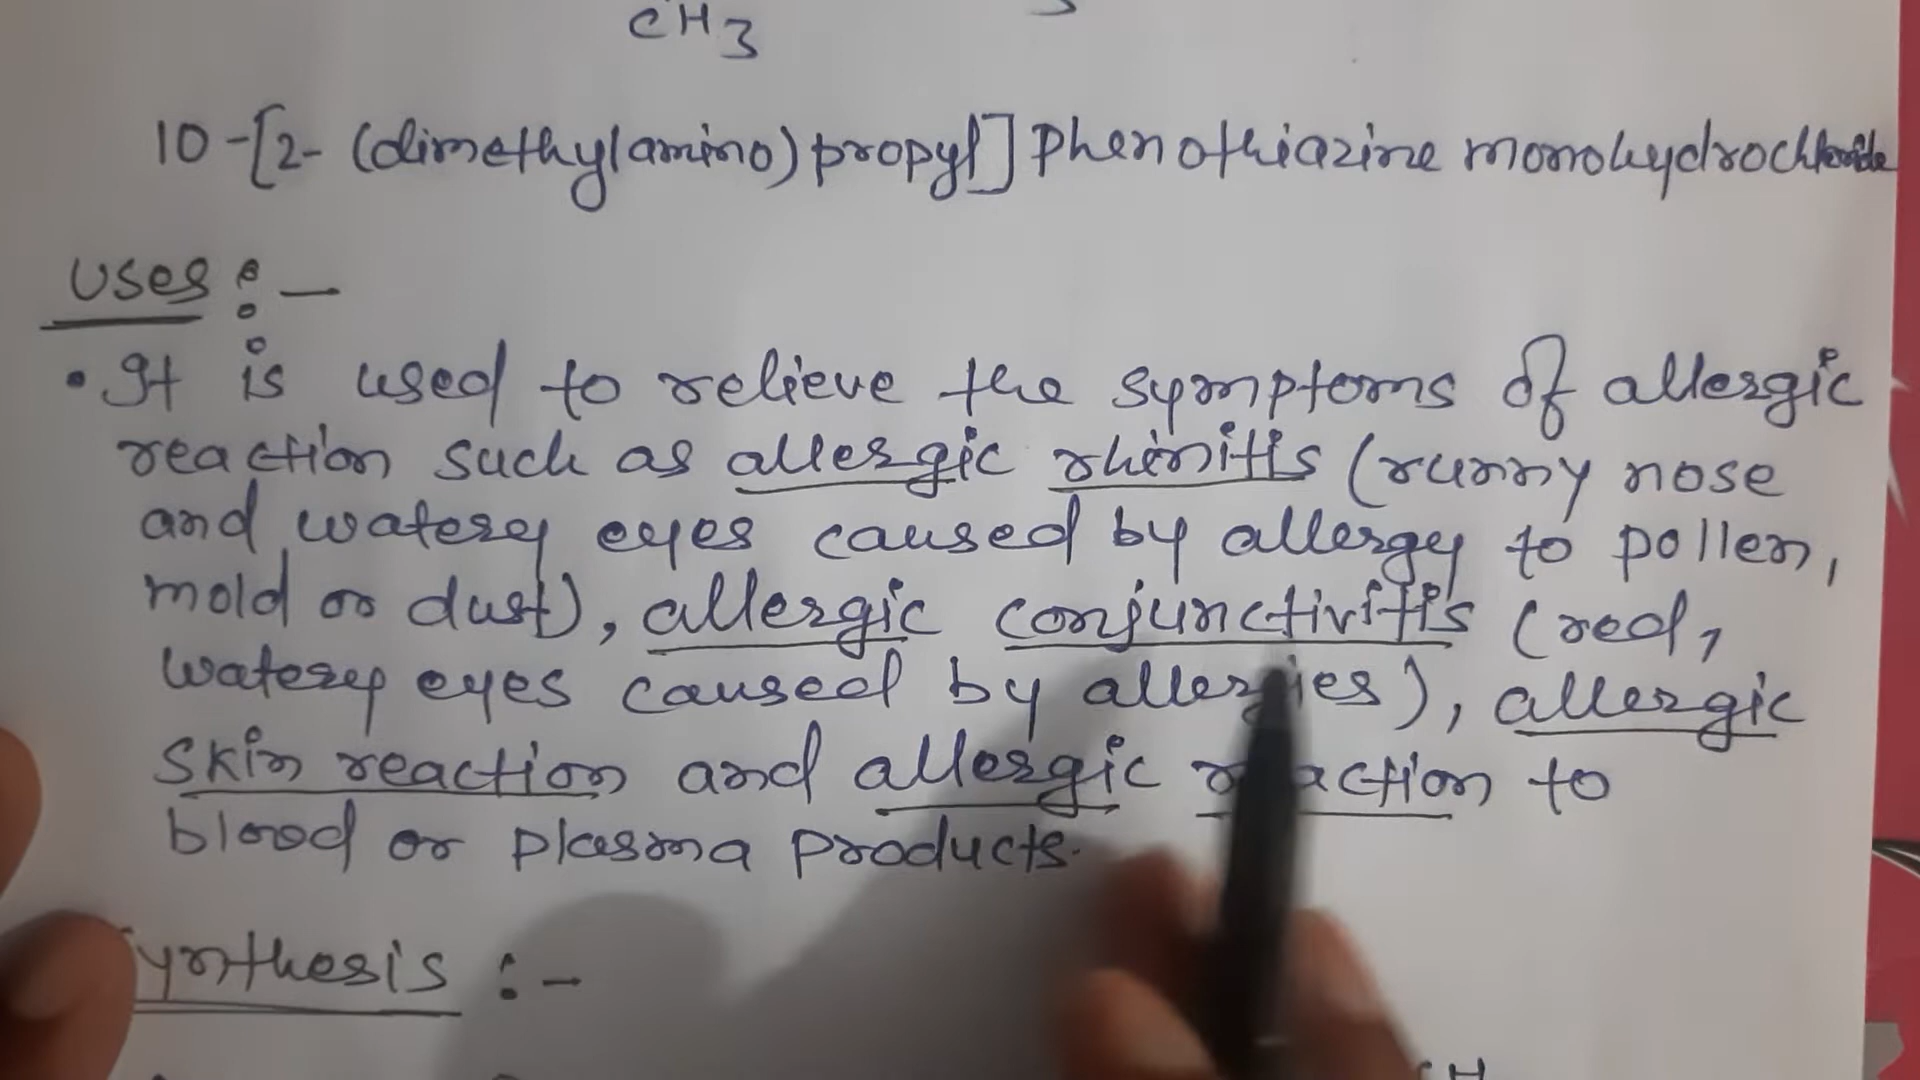 CH3
10-[2-(dimethylamino)propyl]Phenothiazine monohydrochloride
Uses :-
• It is used to relieve the symptoms of allergic
reaction such as allergic rhinitis (runny nose
and watery eyes caused by allergy to pollen,
mold or dust), allergic conjunctivitis (red,
watery eyes caused by allergies), allergic
skin reaction and allergic reaction to
blood or plasma products.
ynthesis :-